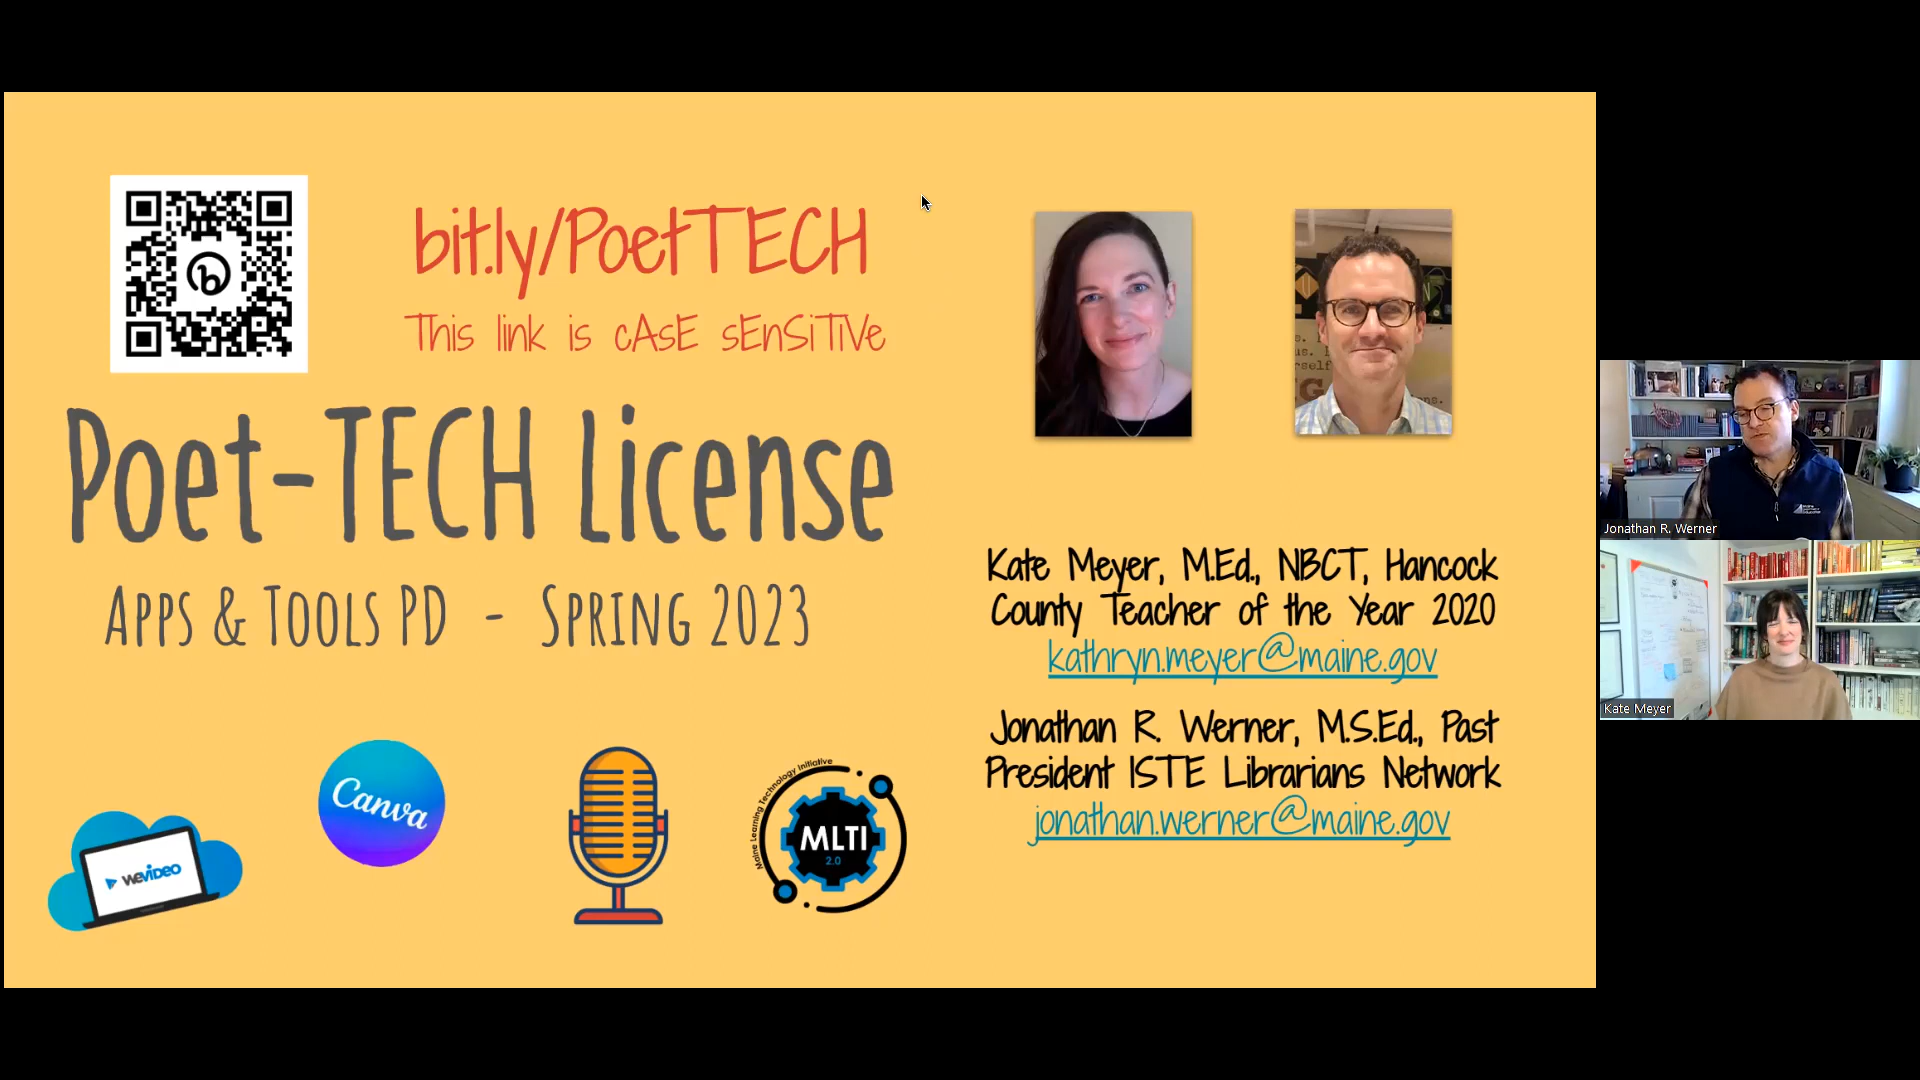 bit.ly/PoetTECH
This link is cAsE sEnSiTiVe
Poet-TECH License
Apps & Tools PD - Spring 2023
WEVIDEO
Canva
Maine Learning Technology Initiative
MLTI
2.0
Kate Meyer, M.Ed., NBCT, Hancock
County Teacher of the Year 2020
kathryn.meyer@maine.gov
Jonathan R. Werner, M.S.Ed., Past
President ISTE Librarians Network
jonathan.werner@maine.gov
Jonathan R. Werner
Kate Meyer